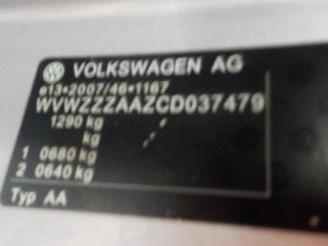 VOLKSWAGEN AG
e13*2007/46*1167
WVWZZZAAZCD037479
1290 kg
kg
1 0680 kg
2 0640 kg
Typ AA